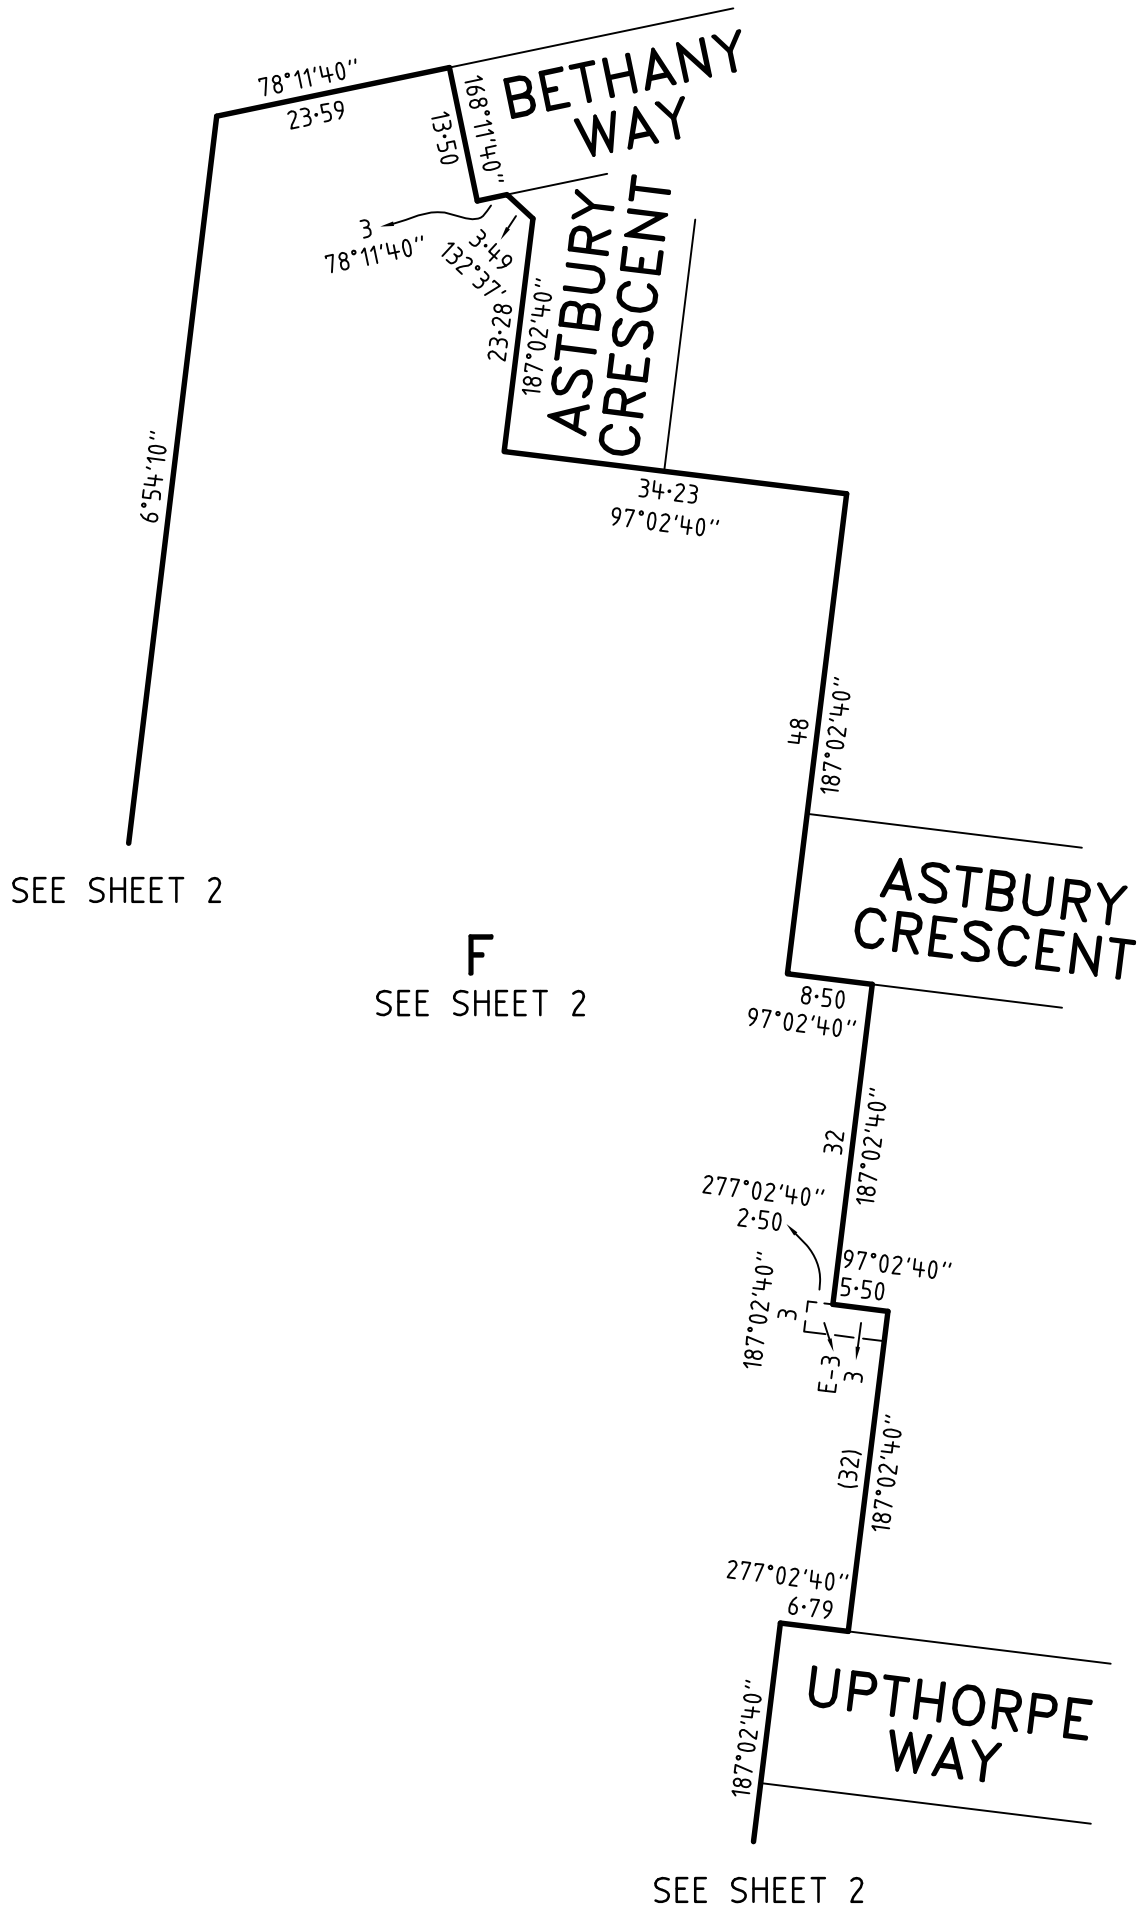 78°11'40"
23·59
BETHANY
WAY
168°11'40"
13·50
3
78°11'40"
3·49
132°37'
23·28
187°02'40"
ASTBURY
CRESCENT
6°54'10"
34·23
97°02'40"
48
187°02'40"
SEE SHEET 2
ASTBURY
CRESCENT
F
SEE SHEET 2
8·50
97°02'40"
32
187°02'40"
277°02'40"
2·50
97°02'40"
5·50
187°02'40"
3
E-3
3
(32)
187°02'40"
277°02'40"
6·79
UPTHORPE
WAY
187°02'40"
SEE SHEET 2